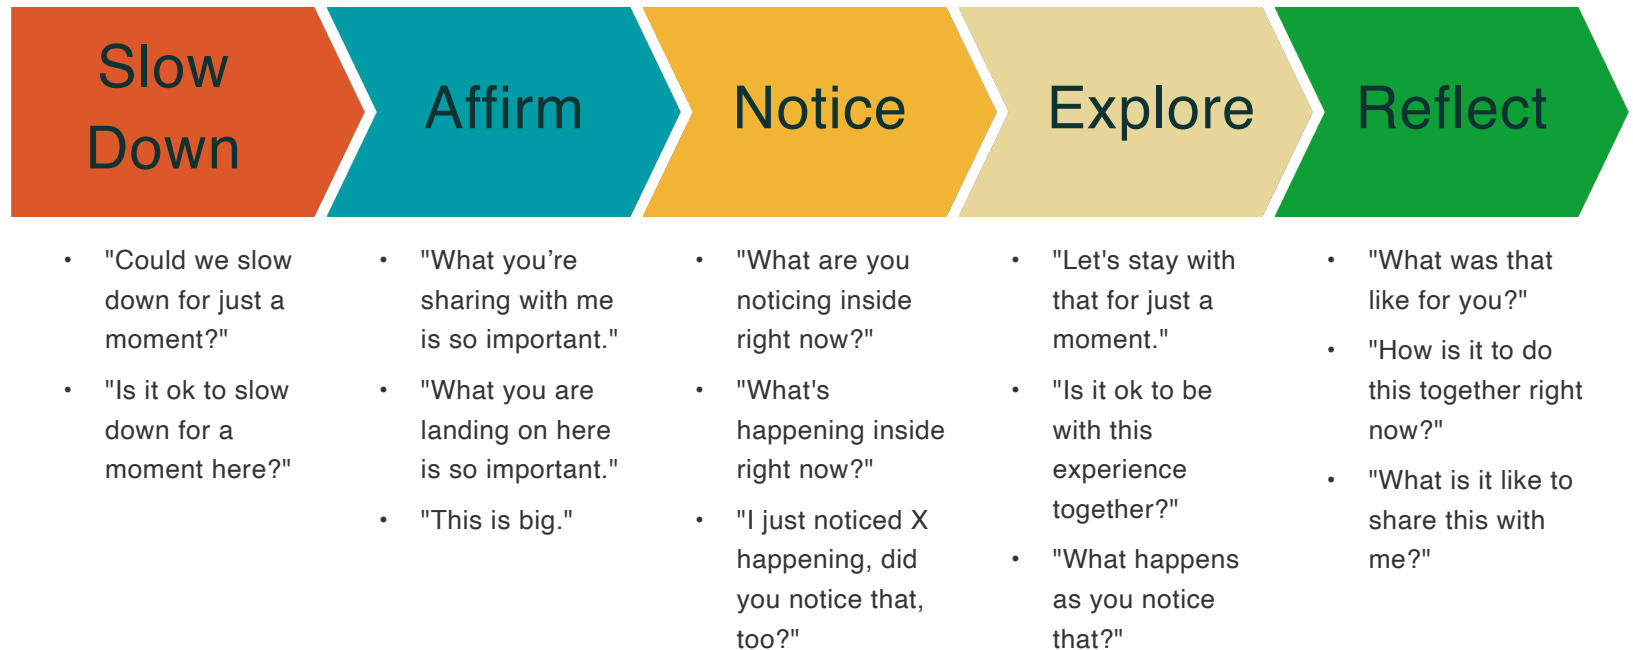 Slow
Down
Affirm
Notice
Explore
Reflect
• "Could we slow
down for just a
moment?"
• "Is it ok to slow
down for a
moment here?"
• "What you’re
sharing with me
is so important."
• "What you are
landing on here
is so important."
• "This is big."
• "What are you
noticing inside
right now?"
• "What's
happening inside
right now?"
• "I just noticed X
happening, did
you notice that,
too?"
• "Let's stay with
that for just a
moment."
• "Is it ok to be
with this
experience
together?"
• "What happens
as you notice
that?"
• "What was that
like for you?"
• "How is it to do
this together right
now?"
• "What is it like to
share this with
me?"